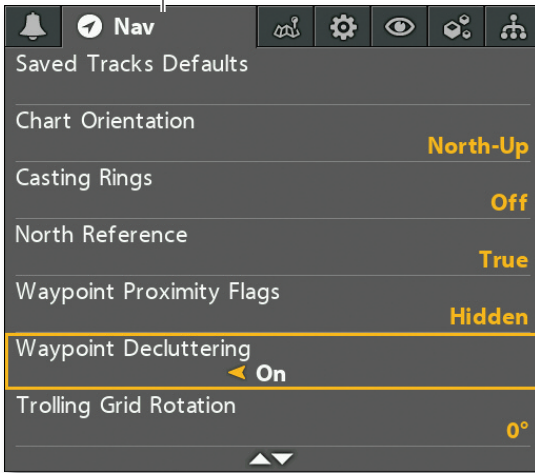 Nav
Saved Tracks Defaults
Chart Orientation
North-Up
Casting Rings
Off
North Reference
True
Waypoint Proximity Flags
Hidden
Waypoint Decluttering
On
Trolling Grid Rotation
0°